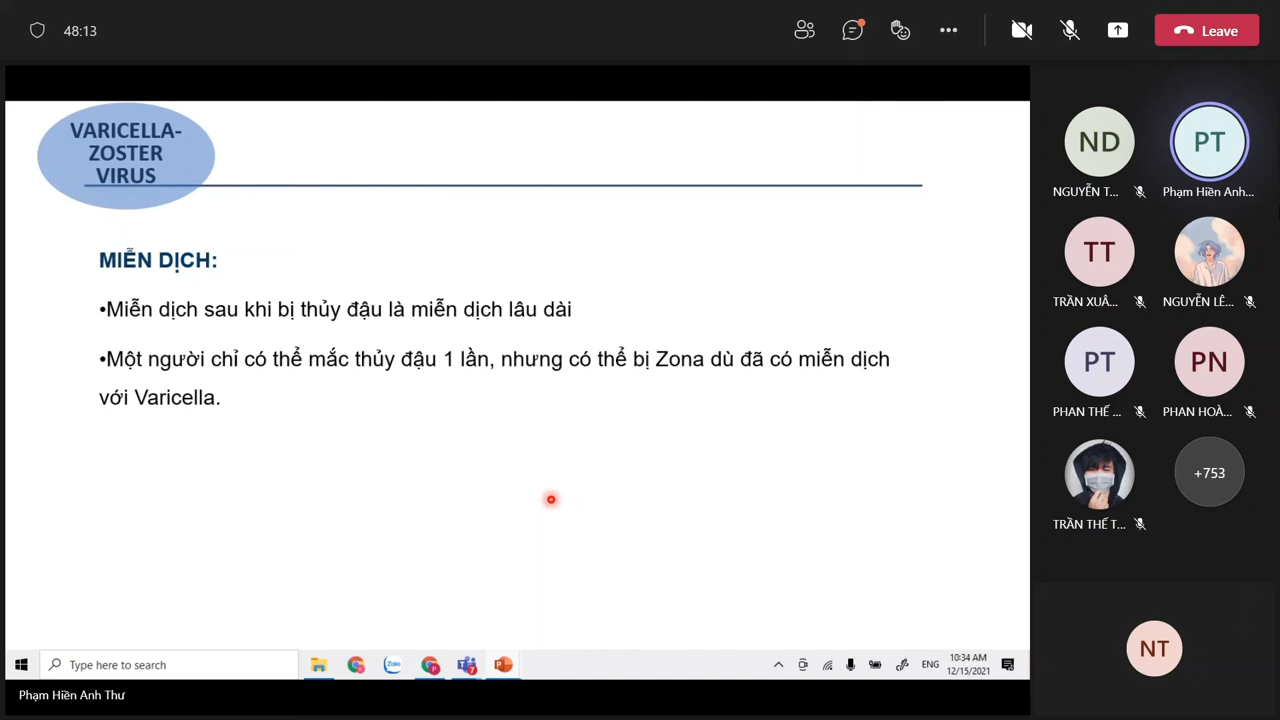 48:13
Leave
VARICELLA-
ZOSTER
VIRUS
MIỄN DỊCH:
•Miễn dịch sau khi bị thủy đậu là miễn dịch lâu dài
•Một người chỉ có thể mắc thủy đậu 1 lần, nhưng có thể bị Zona dù đã có miễn dịch
với Varicella.
ND
PT
NGUYỄN T...
Phạm Hiền Anh...
TT
TRẦN XUÂ...
NGUYỄN LÊ...
PT
PN
PHAN THẾ ...
PHAN HOÀ...
+753
TRẦN THẾ T...
NT
Type here to search
Zalo
7
ENG
10:34 AM
12/15/2021
Phạm Hiền Anh Thư